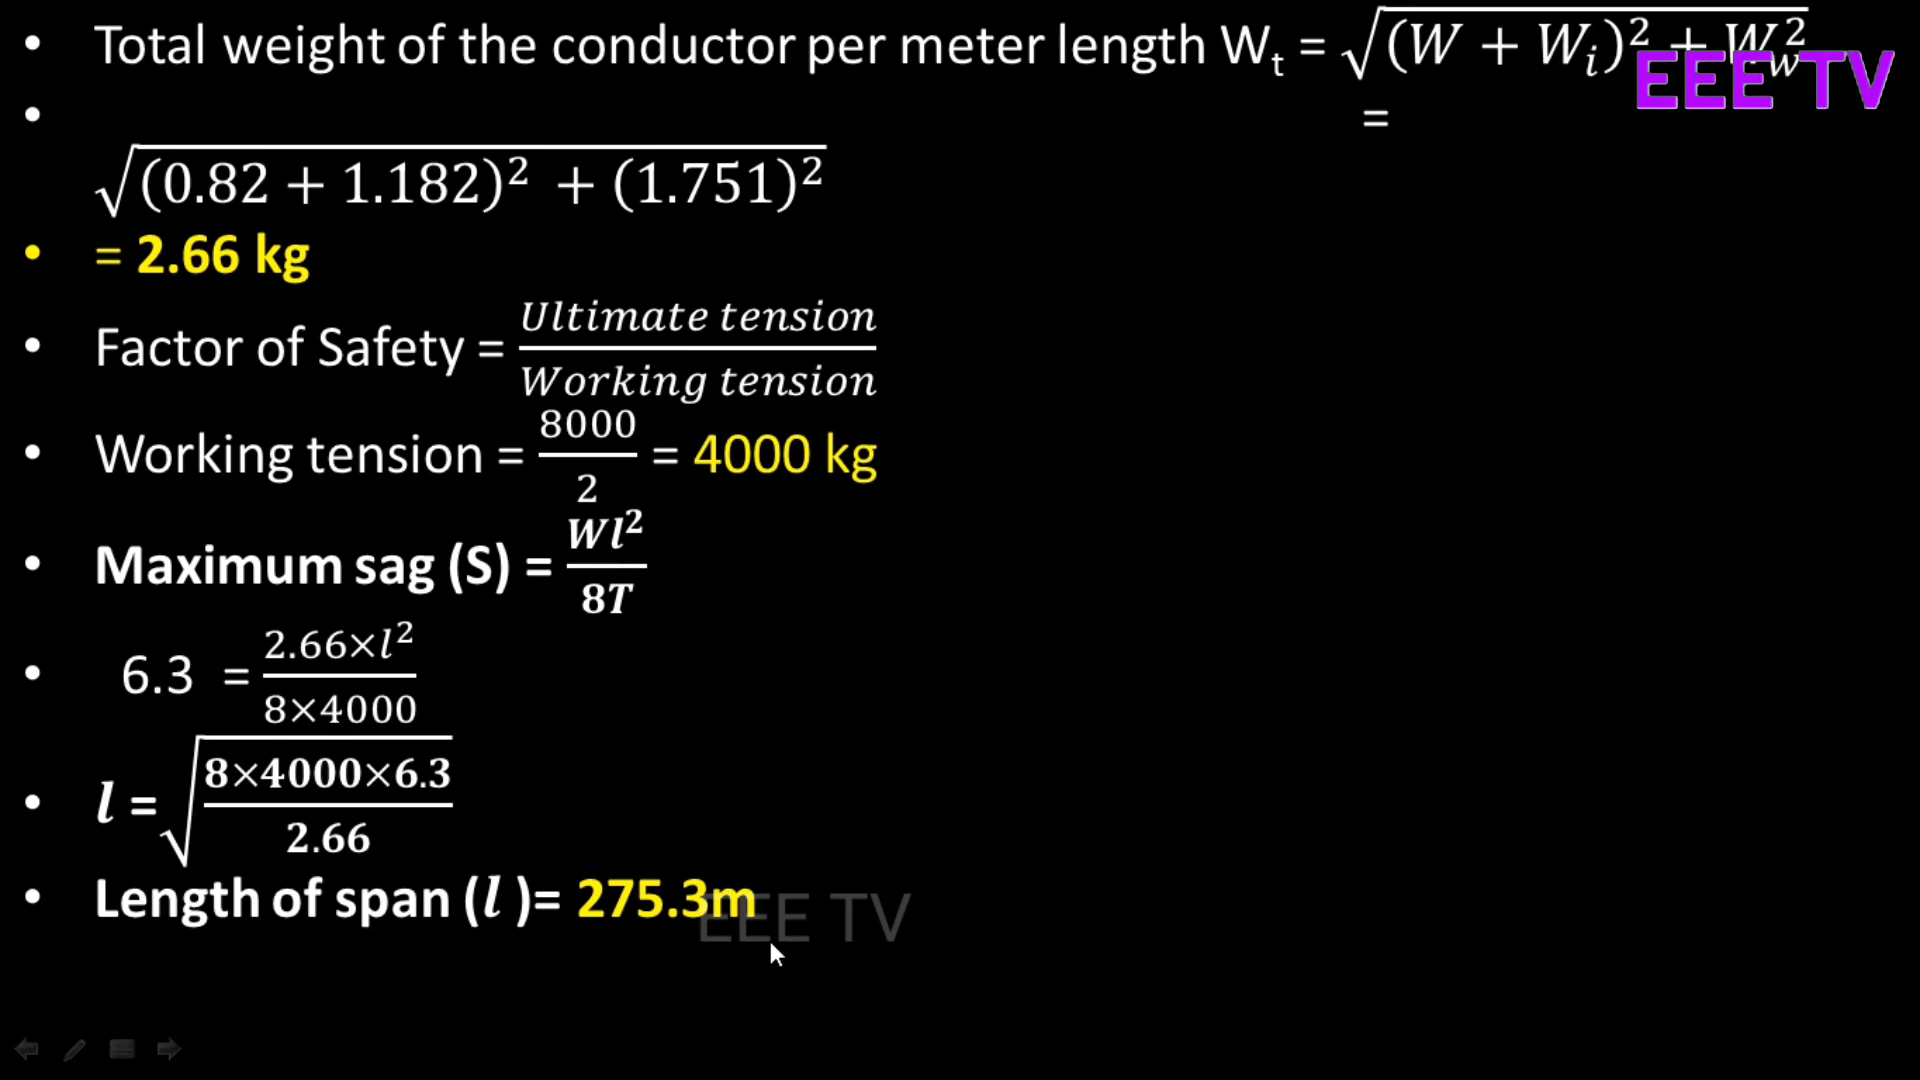 • Total weight of the conductor per meter length Wₜ = √((W + Wᵢ)² + W_w²)
EEE TV
• =
√((0.82 + 1.182)² + (1.751)²)
• = 2.66 kg
• Factor of Safety = Ultimate tension / Working tension
• Working tension = 8000 / 2 = 4000 kg
• Maximum sag (S) = Wl² / 8T
• 6.3 = 2.66×l² / 8×4000
• l = √(8×4000×6.3 / 2.66)
• Length of span (l )= 275.3m
EEE TV